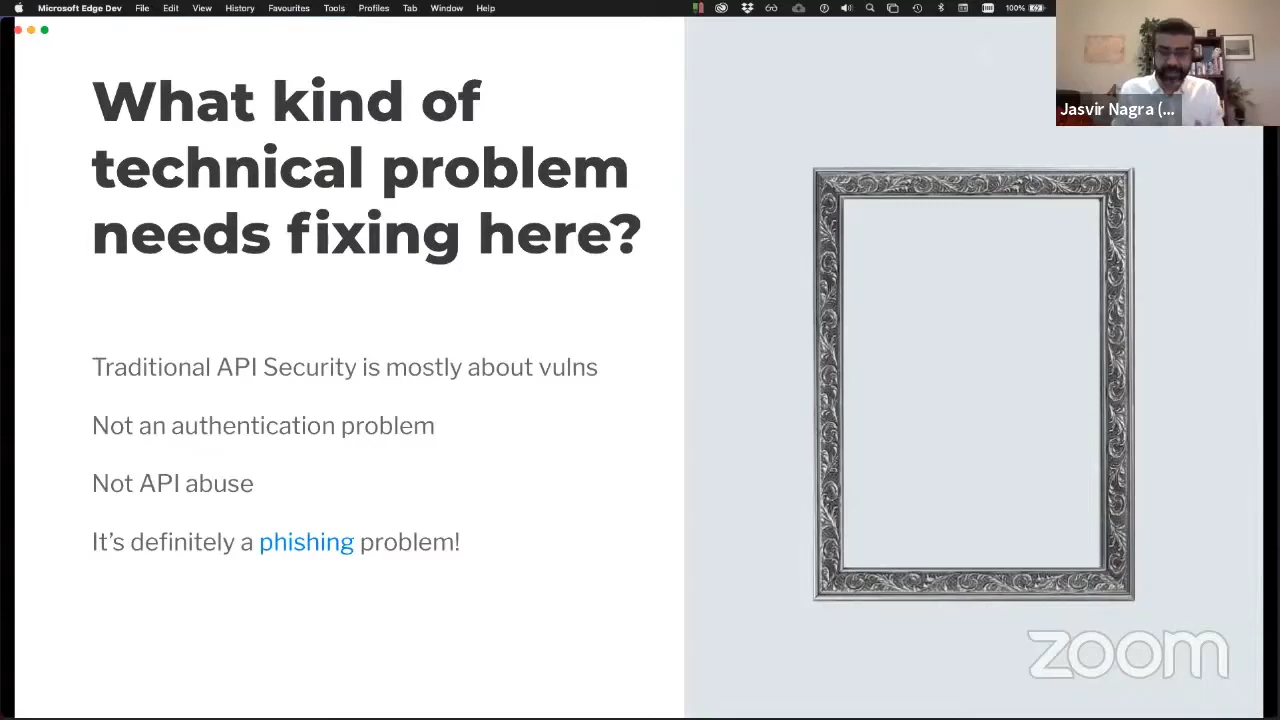 Microsoft Edge Dev File Edit View History Favourites Tools Profiles Tab Window Help 100%
Jasvir Nagra (...
What kind of
technical problem
needs fixing here?
Traditional API Security is mostly about vulns
Not an authentication problem
Not API abuse
It's definitely a phishing problem!
zoom